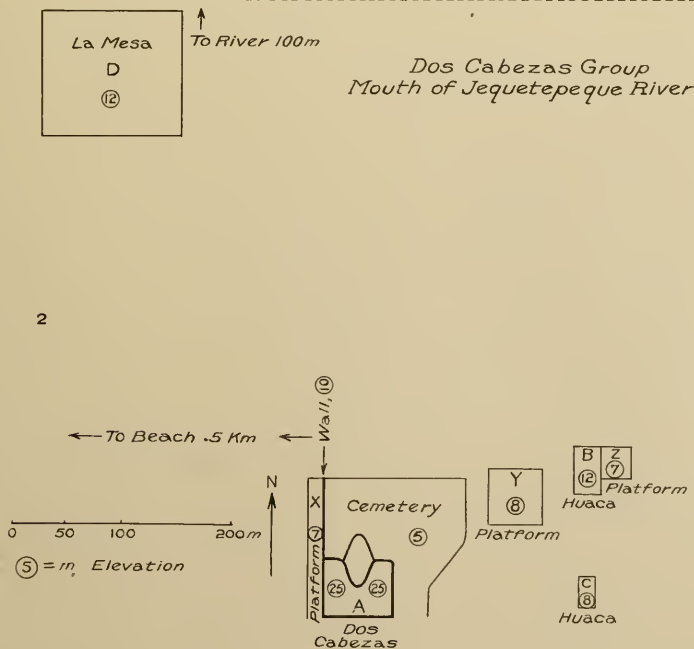 La Mesa
D
⑫
To River 100m
Dos Cabezas Group
Mouth of Jequetepeque River
2
Wall, ⑩
To Beach .5 Km
N
0 50 100 200m
⑤ = m, Elevation
X
⑦
Platform
Cemetery
⑤
㉕ ㉕
A
Dos
Cabezas
Y
⑧
Platform
B
⑫
Huaca
Z
⑦
Platform
C
⑧
Huaca